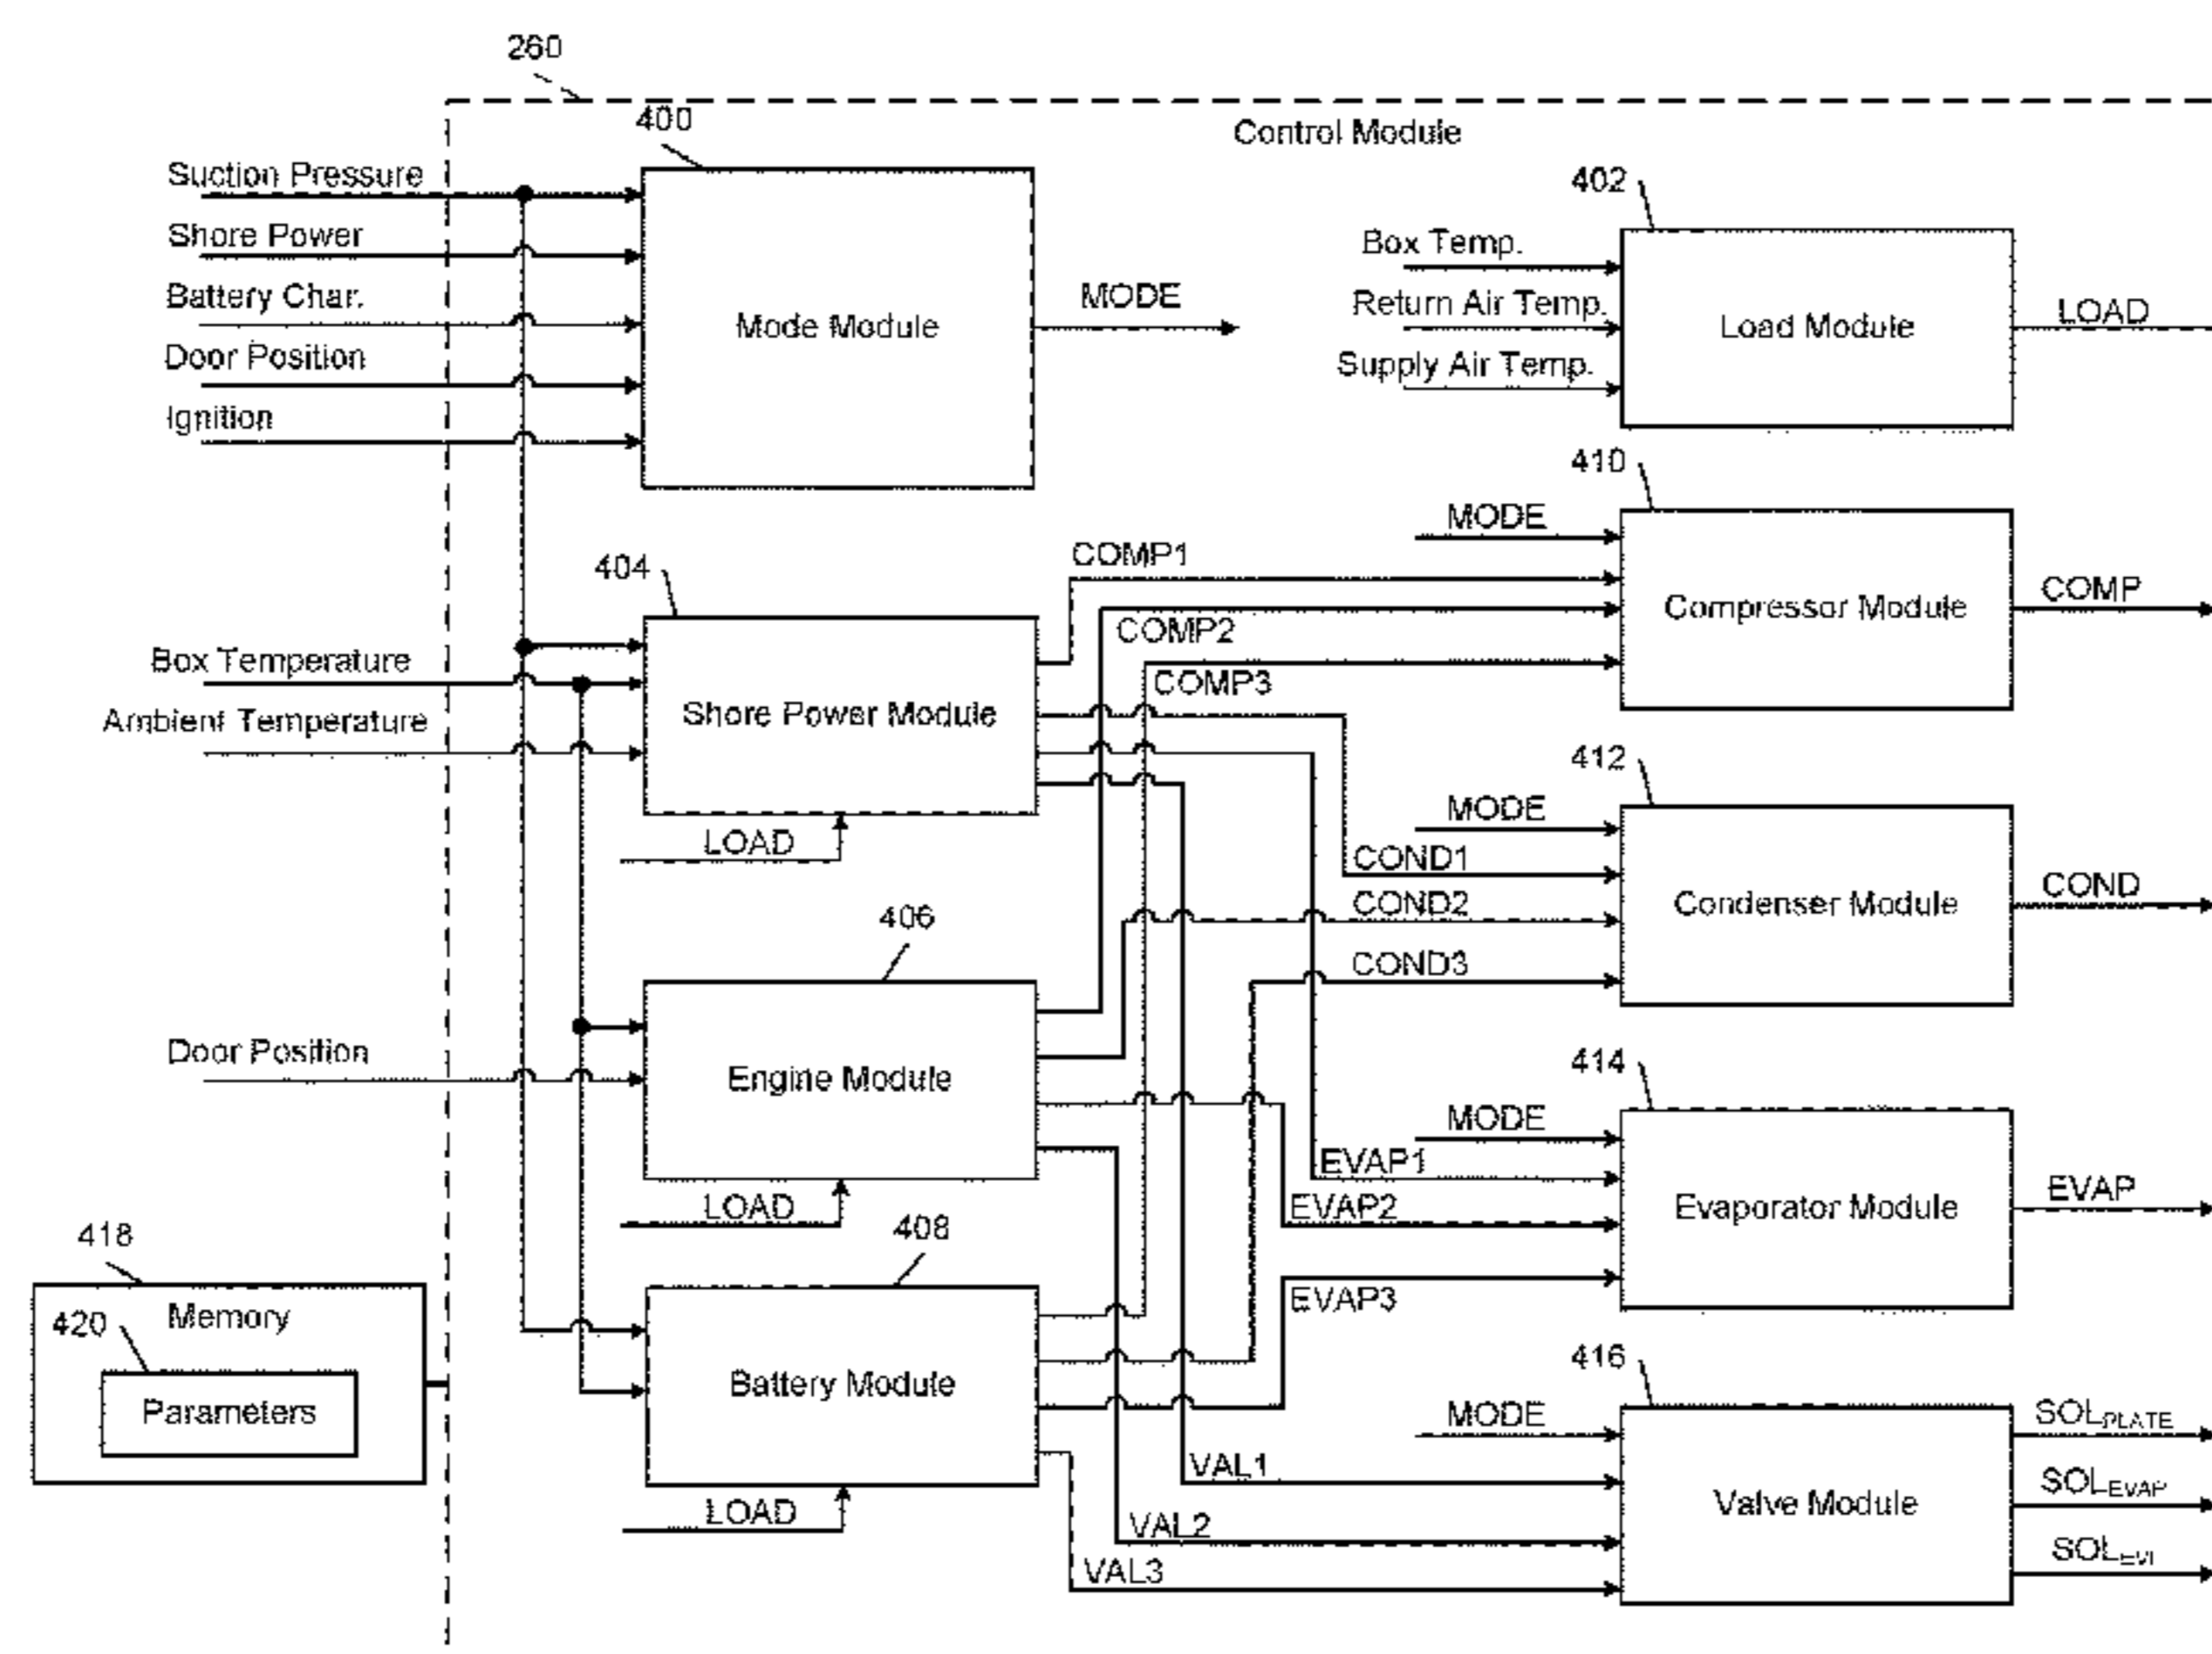 260
Control Module
400
Suction Pressure
Shore Power
Battery Char.
Door Position
Ignition
Mode Module
MODE
402
Box Temp.
Return Air Temp.
Supply Air Temp.
Load Module
LOAD
410
MODE
COMP1
COMP2
COMP3
Compressor Module
COMP
404
Box Temperature
Ambient Temperature
Shore Power Module
LOAD
412
MODE
COND1
COND2
COND3
Condenser Module
COND
406
Door Position
Engine Module
LOAD
414
MODE
EVAP1
EVAP2
EVAP3
Evaporator Module
EVAP
418
Memory
420
Parameters
408
Battery Module
LOAD
416
MODE
VAL1
VAL2
VAL3
Valve Module
SOLPLATE
SOLEVAP
SOLEVI